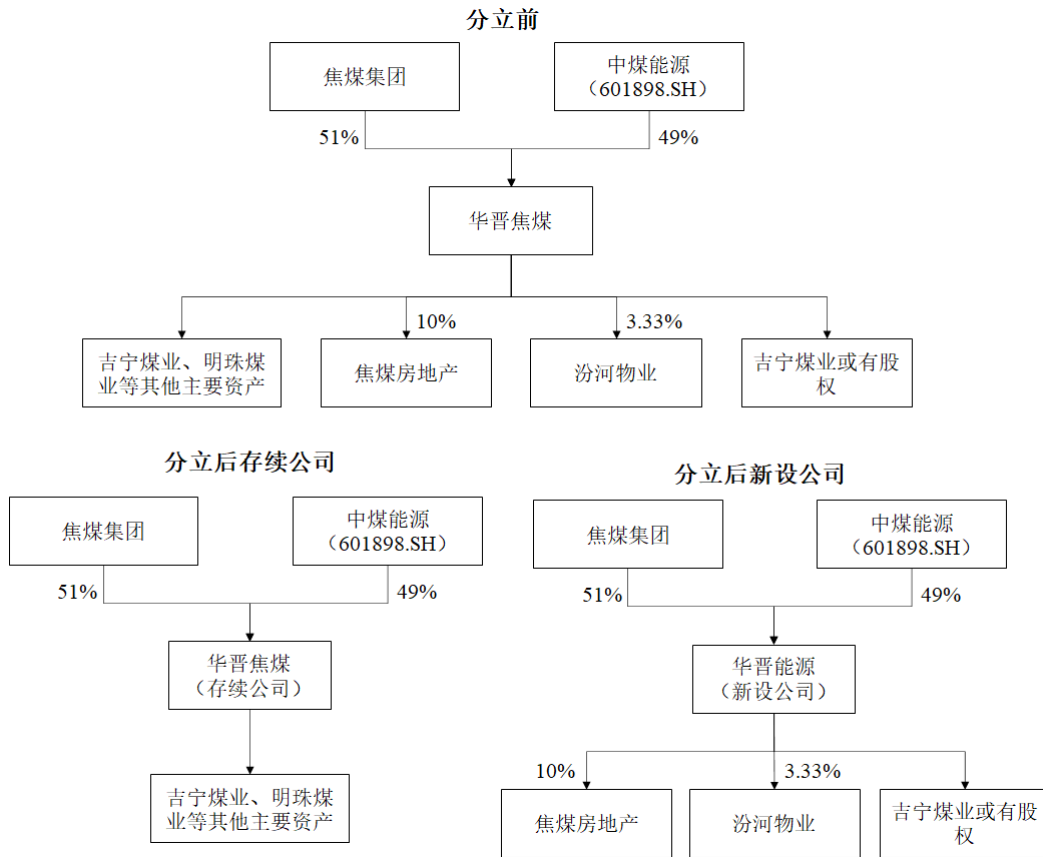 分立前
焦煤集团
中煤能源
（601898.SH）
51%
49%
华晋焦煤
10%
3.33%
吉宁煤业、明珠煤
业等其他主要资产
焦煤房地产
汾河物业
吉宁煤业或有股
权
分立后存续公司
焦煤集团
中煤能源
（601898.SH）
51%
49%
华晋焦煤
（存续公司）
吉宁煤业、明珠煤
业等其他主要资产
分立后新设公司
焦煤集团
中煤能源
（601898.SH）
51%
49%
华晋能源
（新设公司）
10%
3.33%
焦煤房地产
汾河物业
吉宁煤业或有股
权